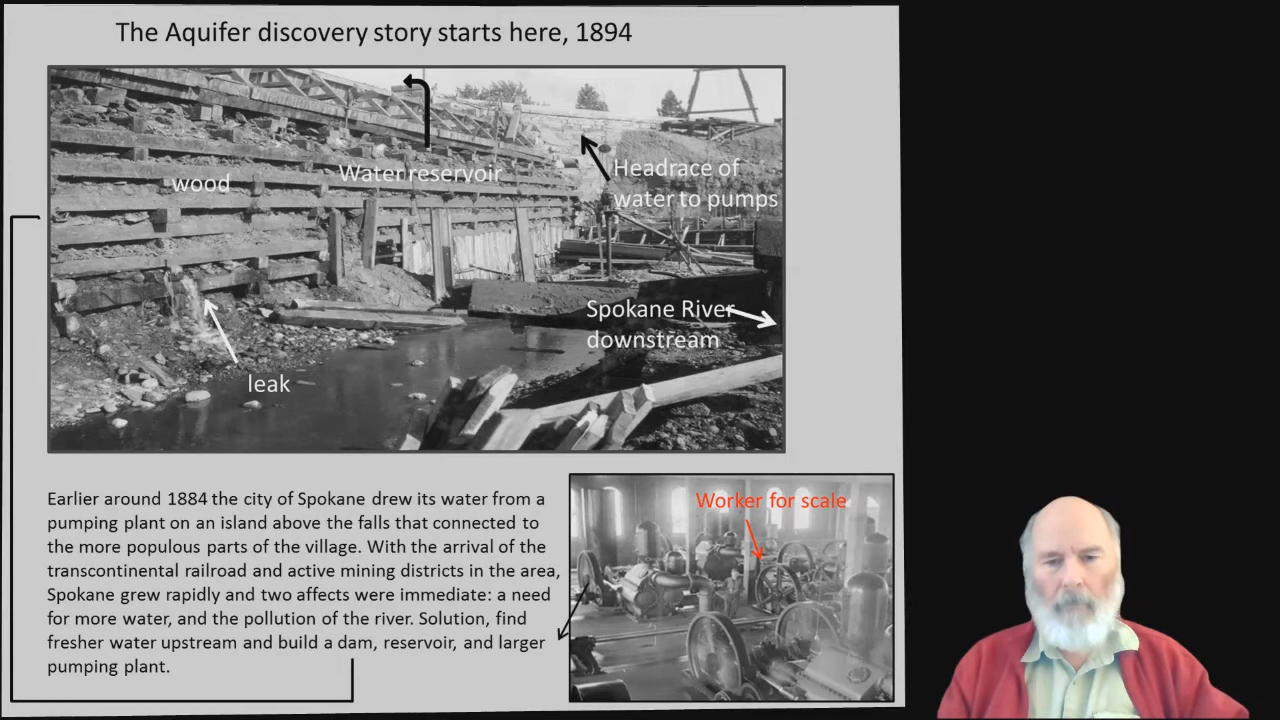 The Aquifer discovery story starts here, 1894
wood
Water reservoir
Headrace of
water to pumps
Spokane River
downstream
leak
Earlier around 1884 the city of Spokane drew its water from a
pumping plant on an island above the falls that connected to
the more populous parts of the village. With the arrival of the
transcontinental railroad and active mining districts in the area,
Spokane grew rapidly and two affects were immediate: a need
for more water, and the pollution of the river. Solution, find
fresher water upstream and build a dam, reservoir, and larger
pumping plant.
Worker for scale